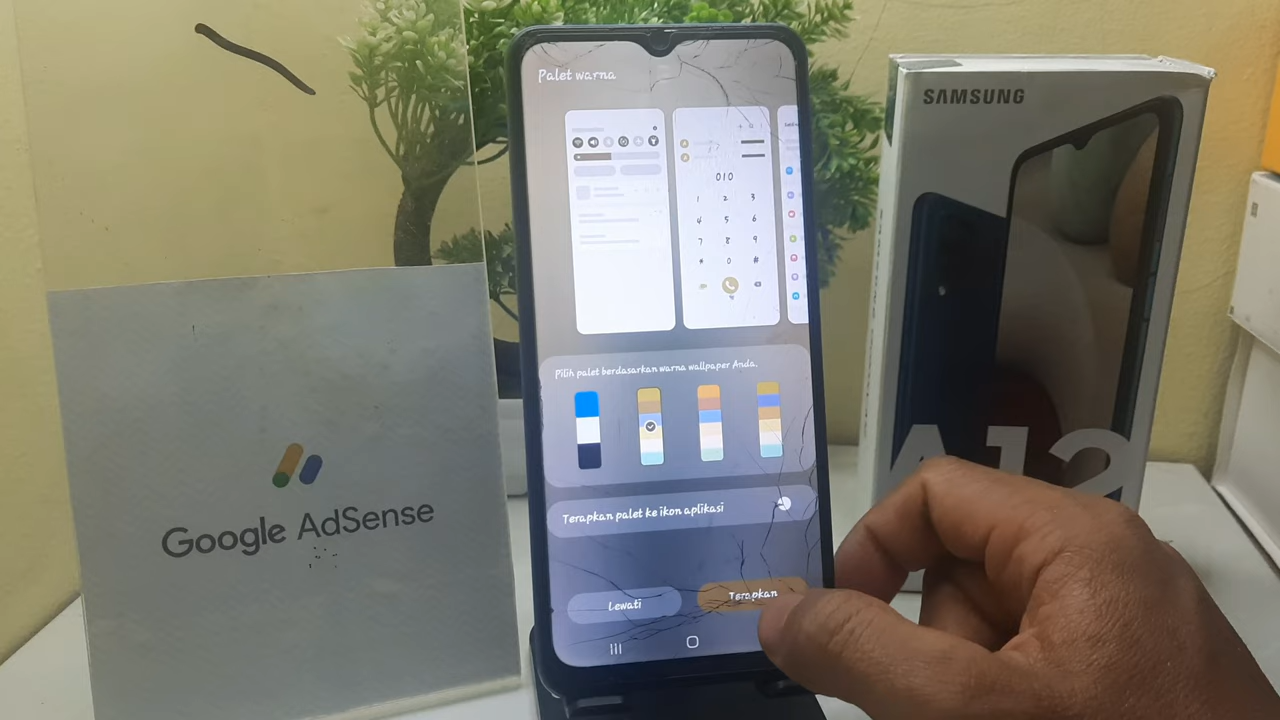 Palet warna
SAMSUNG
010
1 2 3
4 5 6
7 8 9
* 0 #
Pilih palet berdasarkan warna wallpaper Anda.
A12
Terapkan palet ke ikon aplikasi
Google AdSense
Lewati
Terapkan